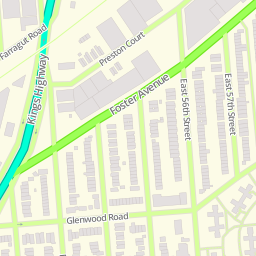 Farragut Road
Kings Highway
Preston Court
Foster Avenue
East 56th Street
East 57th Street
Glenwood Road